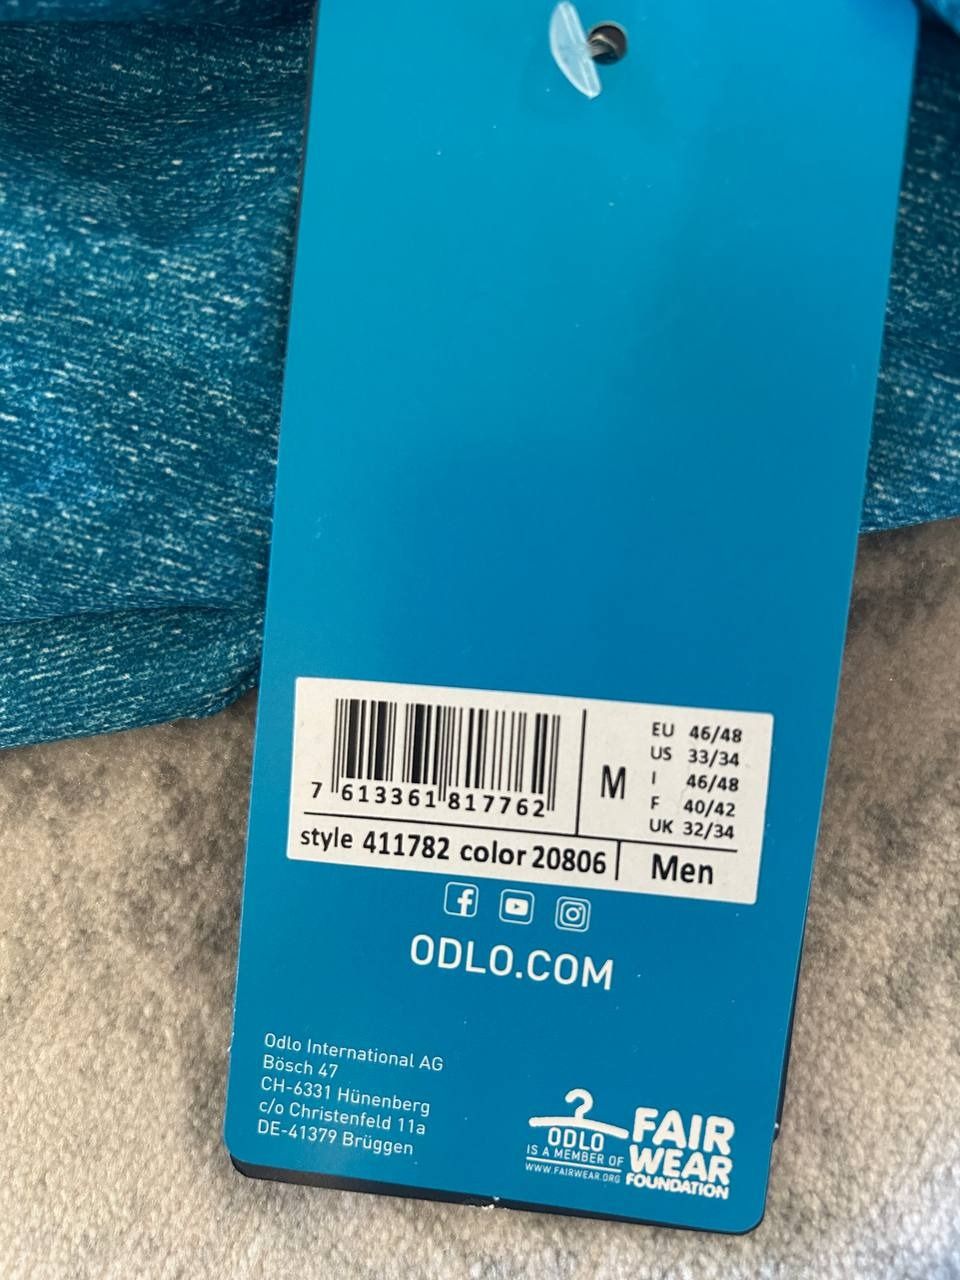 7 613361 817762
M
EU 46/48
US 33/34
I 46/48
F 40/42
UK 32/34
style 411782 color 20806
Men
ODLO.COM
Odlo International AG
Bösch 47
CH-6331 Hünenberg
c/o Christenfeld 11a
DE-41379 Brüggen
ODLO
IS A MEMBER OF
WWW.FAIRWEAR.ORG
FAIR
WEAR
FOUNDATION